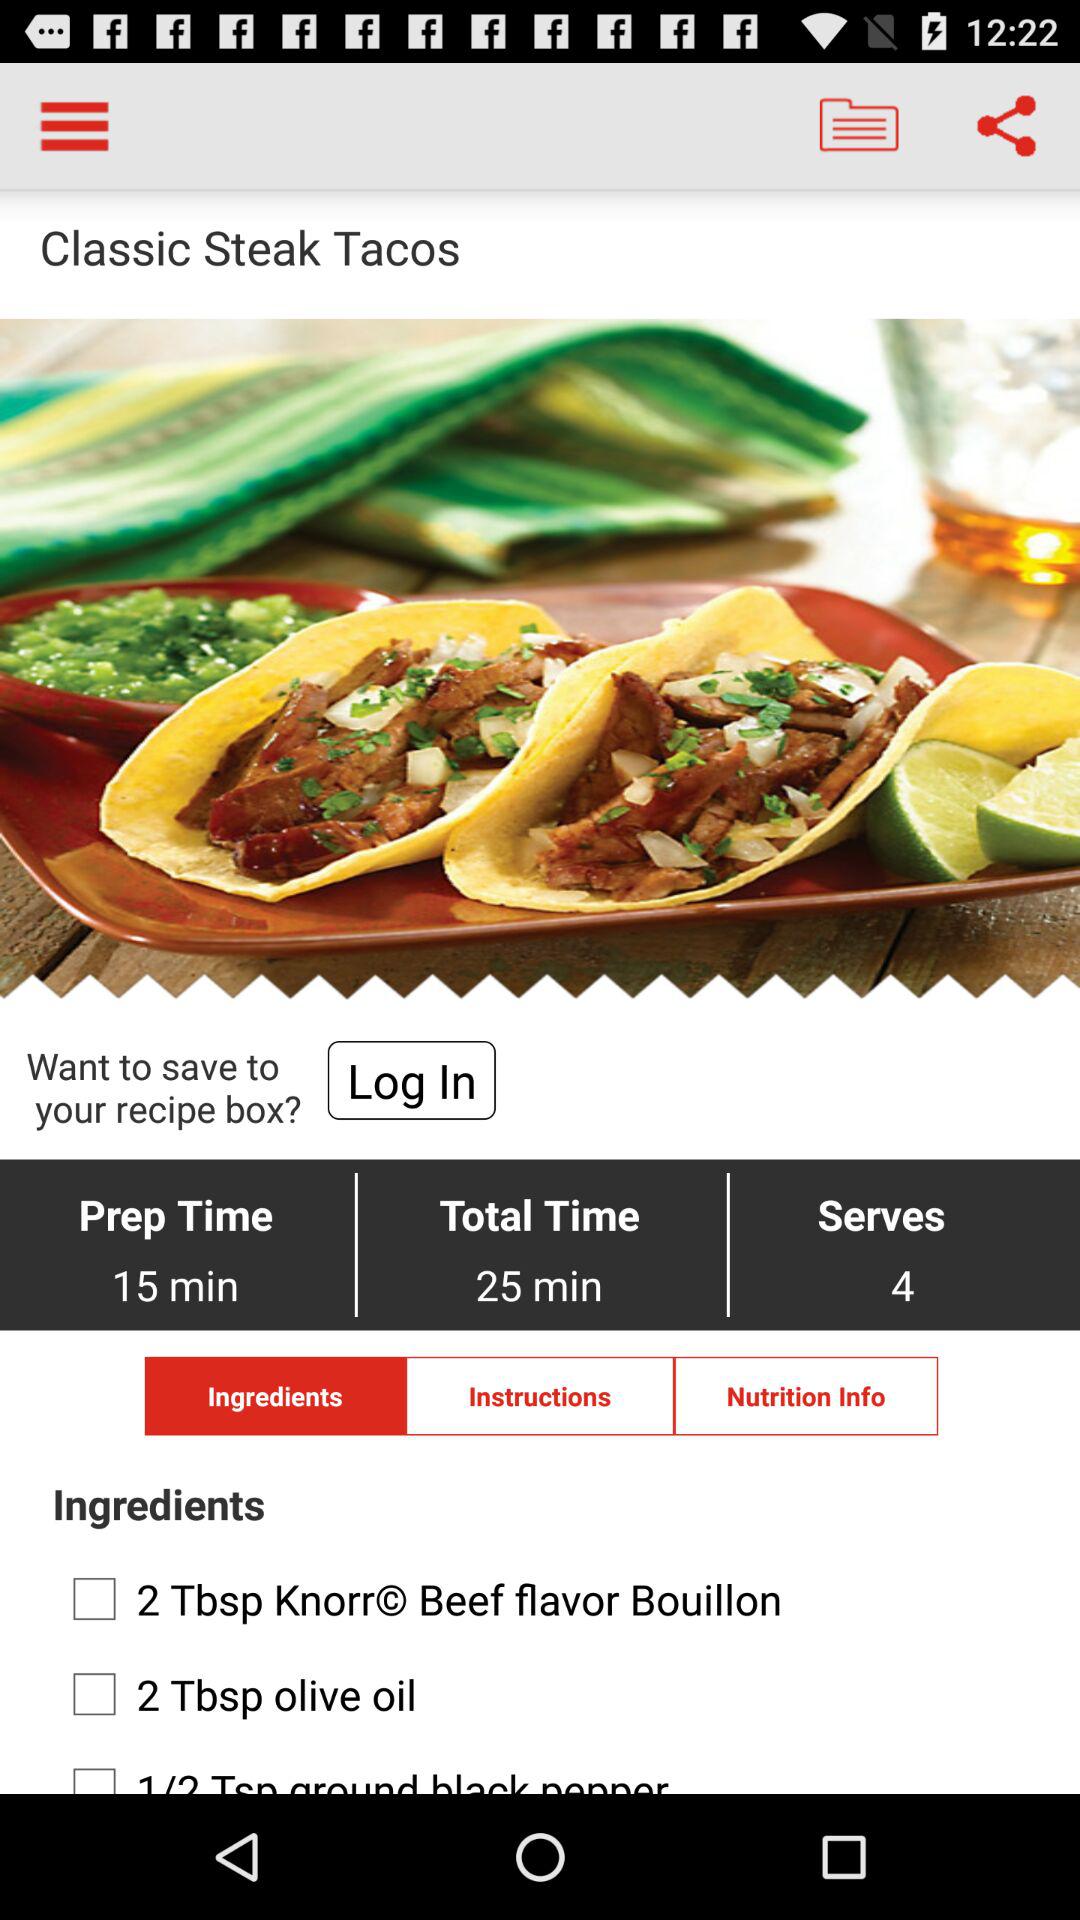 12:22
Classic Steak Tacos
Want to save to
your recipe box?
Log In
Prep Time Total Time Serves
15 min 25 min 4
Ingredients Instructions Nutrition Info
Ingredients
2 Tbsp Knorr© Beef flavor Bouillon
2 Tbsp olive oil
1/2 Tsp ground black pepper